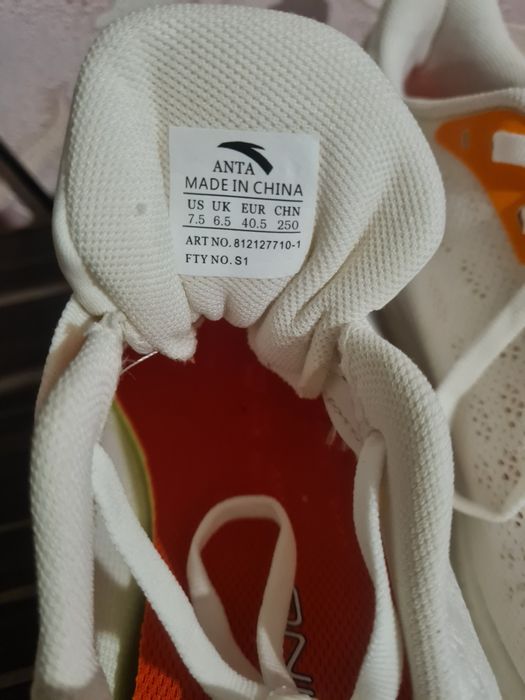 ANTA
MADE IN CHINA
US UK EUR CHN
7.5 6.5 40.5 250
ART NO. 812127710-1
FTY NO. S1